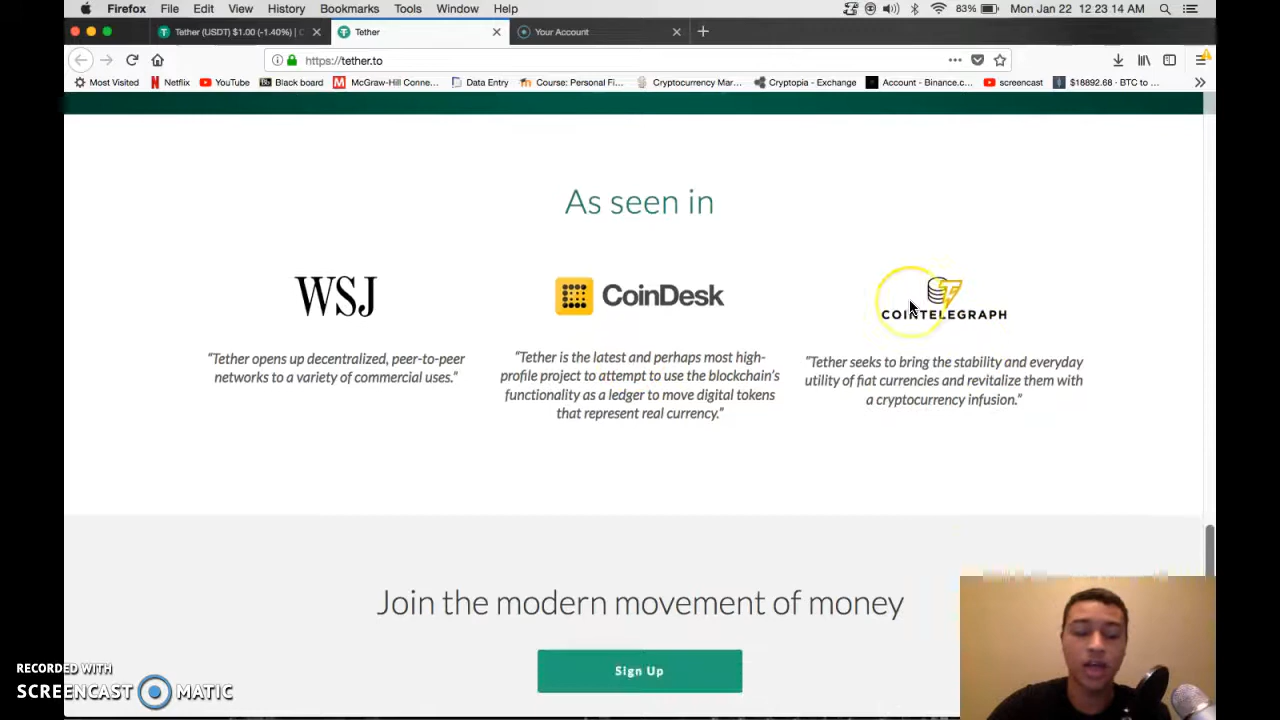 Firefox File Edit View History Bookmarks Tools Window Help 83% Mon Jan 22 12:23:14 AM
Tether (USDT) $1.00 (-1.40%) | Tether Your Account
https://tether.to
Most Visited Netflix YouTube Black board McGraw-Hill Conne... Data Entry Course: Personal Fi... Cryptocurrency Mar... Cryptopia - Exchange Account - Binance.c... screencast $18892.68 - BTC to ...
As seen in
WSJ
CoinDesk
COINTELEGRAPH
“Tether opens up decentralized, peer-to-peer
networks to a variety of commercial uses.”
“Tether is the latest and perhaps most high-
profile project to attempt to use the blockchain’s
functionality as a ledger to move digital tokens
that represent real currency.”
“Tether seeks to bring the stability and everyday
utility of fiat currencies and revitalize them with
a cryptocurrency infusion.”
Join the modern movement of money
Sign Up
RECORDED WITH
SCREENCAST MATIC